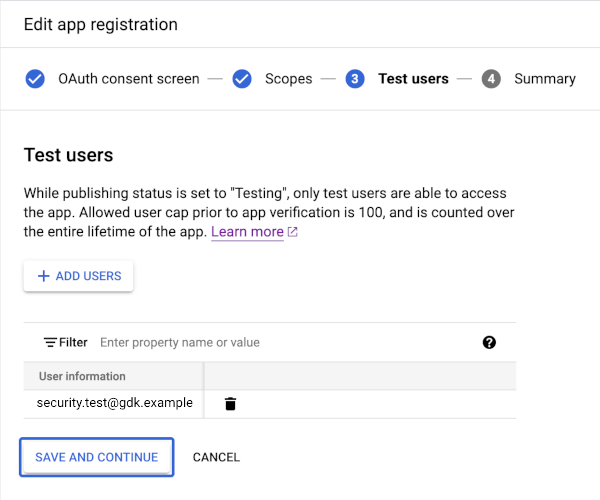 Edit app registration
OAuth consent screen — Scopes — 3 Test users — 4 Summary
Test users
While publishing status is set to "Testing", only test users are able to access
the app. Allowed user cap prior to app verification is 100, and is counted over
the entire lifetime of the app. Learn more
+ ADD USERS
Filter Enter property name or value ?
User information
security.test@gdk.example
SAVE AND CONTINUE CANCEL